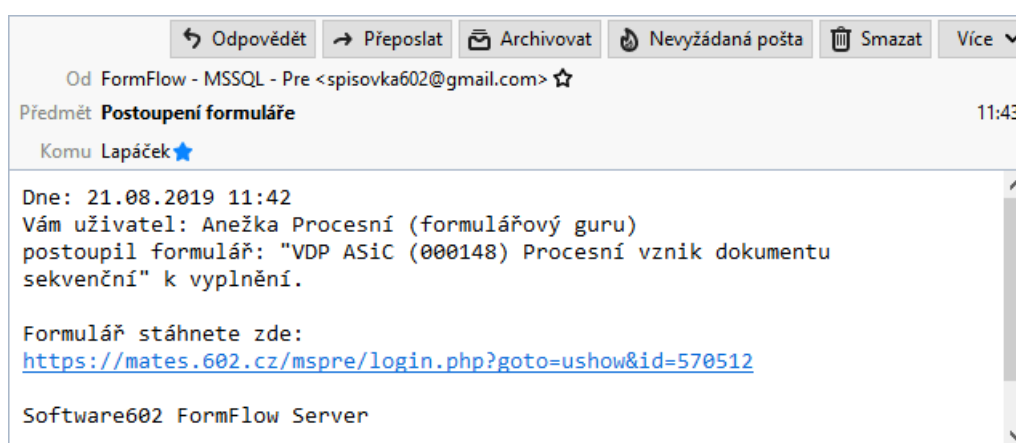 Odpovědět Přeposlat Archivovat Nevyžádaná pošta Smazat Více
Od FormFlow - MSSQL - Pre <spisovka602@gmail.com>
Předmět Postoupení formuláře 11:43
Komu Lapáček
Dne: 21.08.2019 11:42
Vám uživatel: Anežka Procesní (formulářový guru)
postoupil formulář: "VDP ASiC (000148) Procesní vznik dokumentu
sekvenční" k vyplnění.
Formulář stáhnete zde:
https://mates.602.cz/mspre/login.php?goto=ushow&id=570512
Software602 FormFlow Server